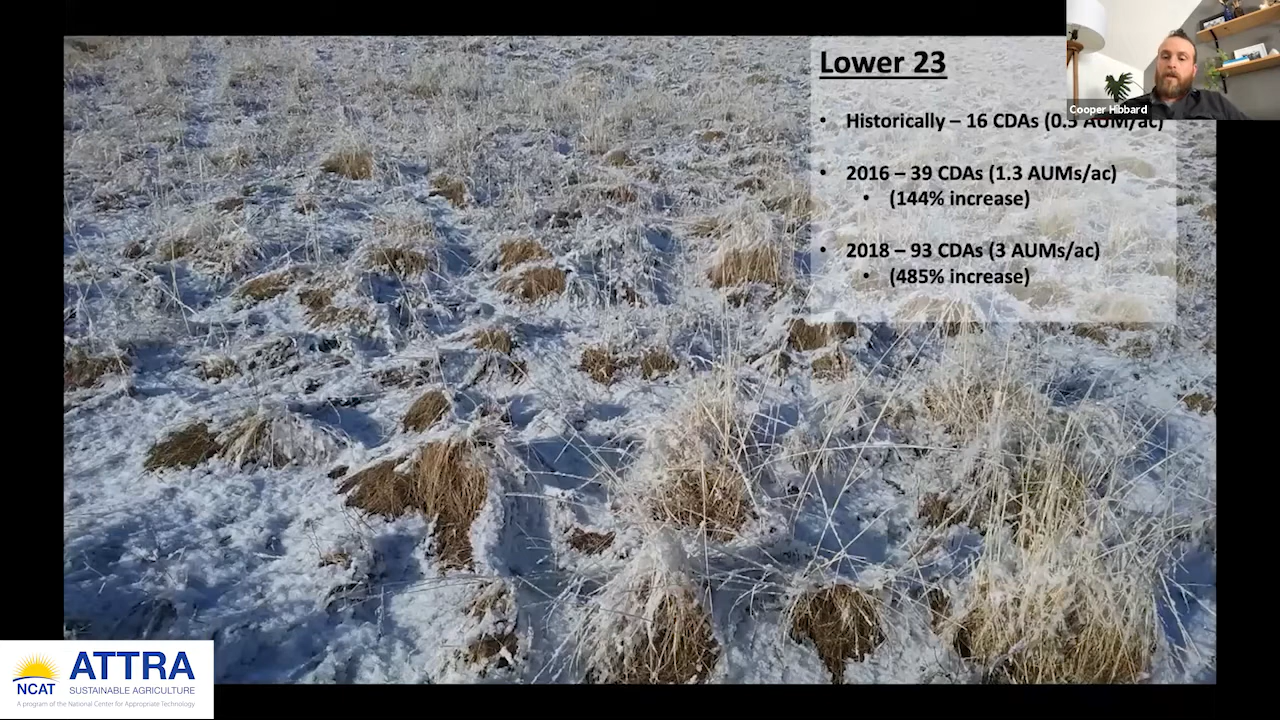 Lower 23
• Historically – 16 CDAs (0.5 AUM/ac)
• 2016 – 39 CDAs (1.3 AUMs/ac)
• (144% increase)
• 2018 – 93 CDAs (3 AUMs/ac)
• (485% increase)
Cooper Hibbard
NCAT
ATTRA
SUSTAINABLE AGRICULTURE
A program of the National Center for Appropriate Technology